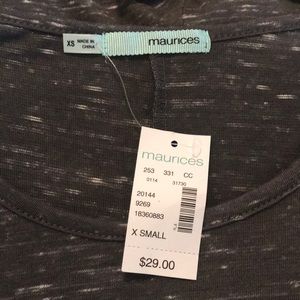 XS
MADE IN
CHINA
maurices
maurices
253 331 CC
0114 31730
20144
9269
18360883
X SMALL
$29.00